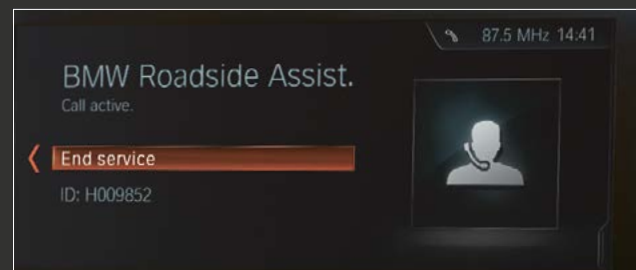 87.5 MHz 14:41
BMW Roadside Assist.
Call active.
End service
ID: H009852